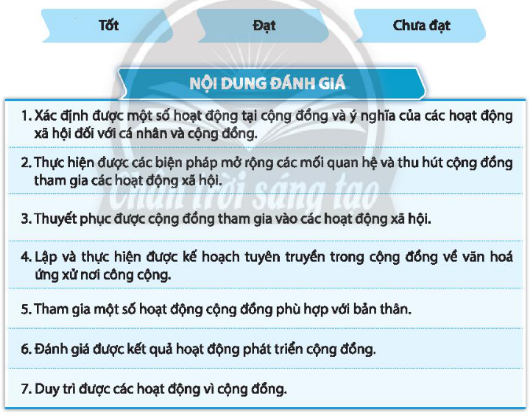 Tốt
Đạt
Chưa đạt
NỘI DUNG ĐÁNH GIÁ
1. Xác định được một số hoạt động tại cộng đồng và ý nghĩa của các hoạt động
xã hội đối với cá nhân và cộng đồng.
2. Thực hiện được các biện pháp mở rộng các mối quan hệ và thu hút cộng đồng
tham gia các hoạt động xã hội.
Chân trời sáng tạo
3. Thuyết phục được cộng đồng tham gia vào các hoạt động xã hội.
4. Lập và thực hiện được kế hoạch tuyên truyền trong cộng đồng về văn hoá
ứng xử nơi công cộng.
5. Tham gia một số hoạt động cộng đồng phù hợp với bản thân.
6. Đánh giá được kết quả hoạt động phát triển cộng đồng.
7. Duy trì được các hoạt động vì cộng đồng.